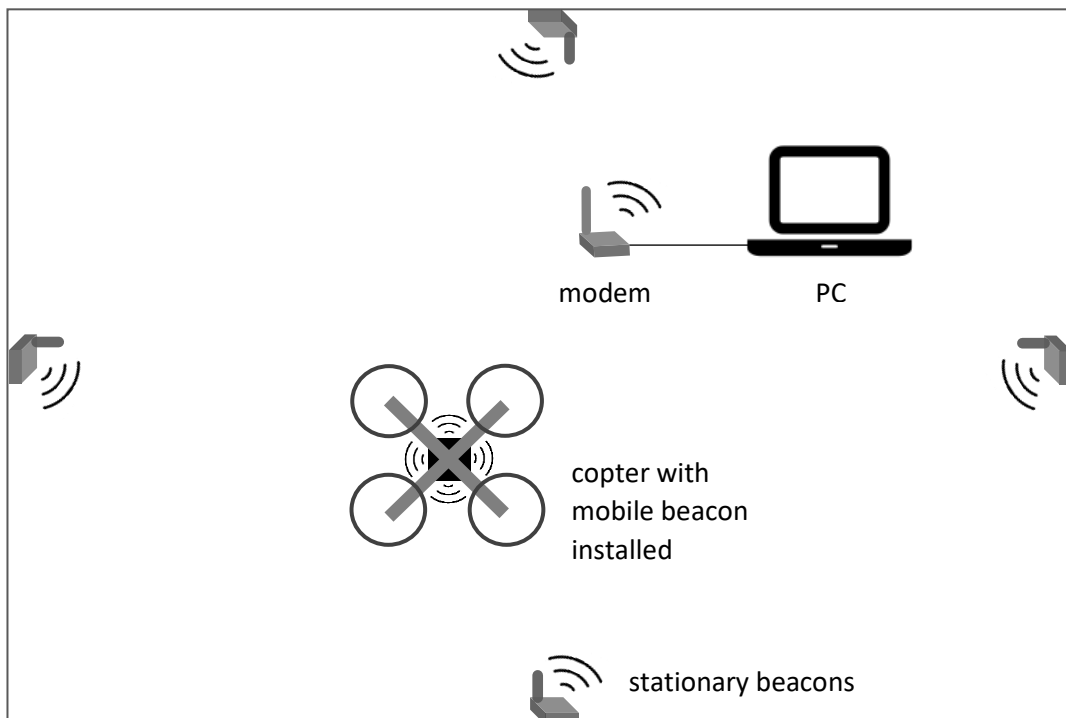 modem
PC
copter with
mobile beacon
installed
stationary beacons